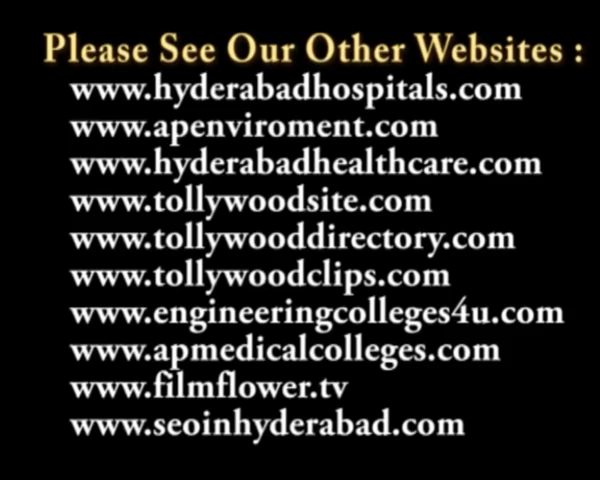 Please See Our Other Websites :
www.hyderabadhospitals.com
www.apenviroment.com
www.hyderabadhealthcare.com
www.tollywoodsite.com
www.tollywooddirectory.com
www.tollywoodclips.com
www.engineeringcolleges4u.com
www.apmedicalcolleges.com
www.filmflower.tv
www.seoinhyderabad.com